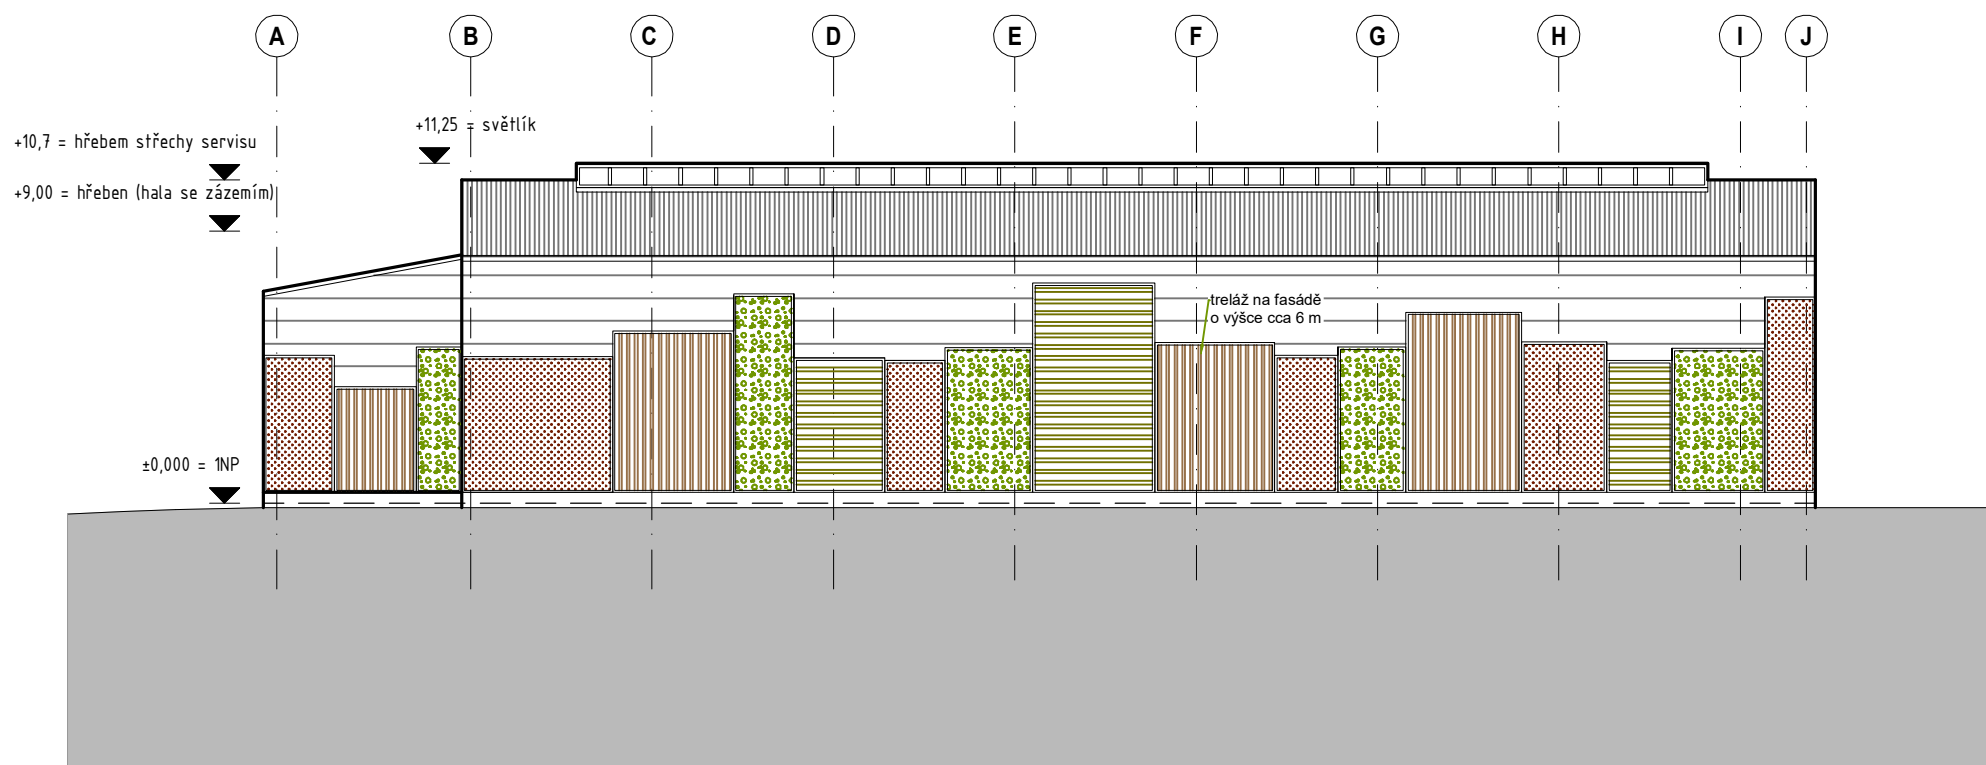 A B C D E F G H I J
+11,25 = světlík
+10,7 = hřebem střechy servisu
+9,00 = hřeben (hala se zázemím)
treláž na fasádě
o výšce cca 6 m
±0,000 = 1NP